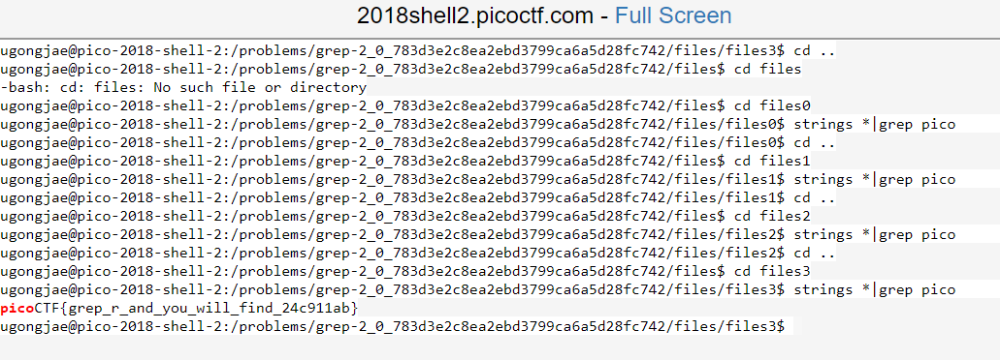 2018shell2.picoctf.com - Full Screen
ugongjae@pico-2018-shell-2:/problems/grep-2_0_783d3e2c8ea2ebd3799ca6a5d28fc742/files/files3$ cd ..
ugongjae@pico-2018-shell-2:/problems/grep-2_0_783d3e2c8ea2ebd3799ca6a5d28fc742/files$ cd files
-bash: cd: files: No such file or directory
ugongjae@pico-2018-shell-2:/problems/grep-2_0_783d3e2c8ea2ebd3799ca6a5d28fc742/files$ cd files0
ugongjae@pico-2018-shell-2:/problems/grep-2_0_783d3e2c8ea2ebd3799ca6a5d28fc742/files/files0$ strings *|grep pico
ugongjae@pico-2018-shell-2:/problems/grep-2_0_783d3e2c8ea2ebd3799ca6a5d28fc742/files/files0$ cd ..
ugongjae@pico-2018-shell-2:/problems/grep-2_0_783d3e2c8ea2ebd3799ca6a5d28fc742/files$ cd files1
ugongjae@pico-2018-shell-2:/problems/grep-2_0_783d3e2c8ea2ebd3799ca6a5d28fc742/files/files1$ strings *|grep pico
ugongjae@pico-2018-shell-2:/problems/grep-2_0_783d3e2c8ea2ebd3799ca6a5d28fc742/files/files1$ cd ..
ugongjae@pico-2018-shell-2:/problems/grep-2_0_783d3e2c8ea2ebd3799ca6a5d28fc742/files$ cd files2
ugongjae@pico-2018-shell-2:/problems/grep-2_0_783d3e2c8ea2ebd3799ca6a5d28fc742/files/files2$ strings *|grep pico
ugongjae@pico-2018-shell-2:/problems/grep-2_0_783d3e2c8ea2ebd3799ca6a5d28fc742/files/files2$ cd ..
ugongjae@pico-2018-shell-2:/problems/grep-2_0_783d3e2c8ea2ebd3799ca6a5d28fc742/files$ cd files3
ugongjae@pico-2018-shell-2:/problems/grep-2_0_783d3e2c8ea2ebd3799ca6a5d28fc742/files/files3$ strings *|grep pico
picoCTF{grep_r_and_you_will_find_24c911ab}
ugongjae@pico-2018-shell-2:/problems/grep-2_0_783d3e2c8ea2ebd3799ca6a5d28fc742/files/files3$